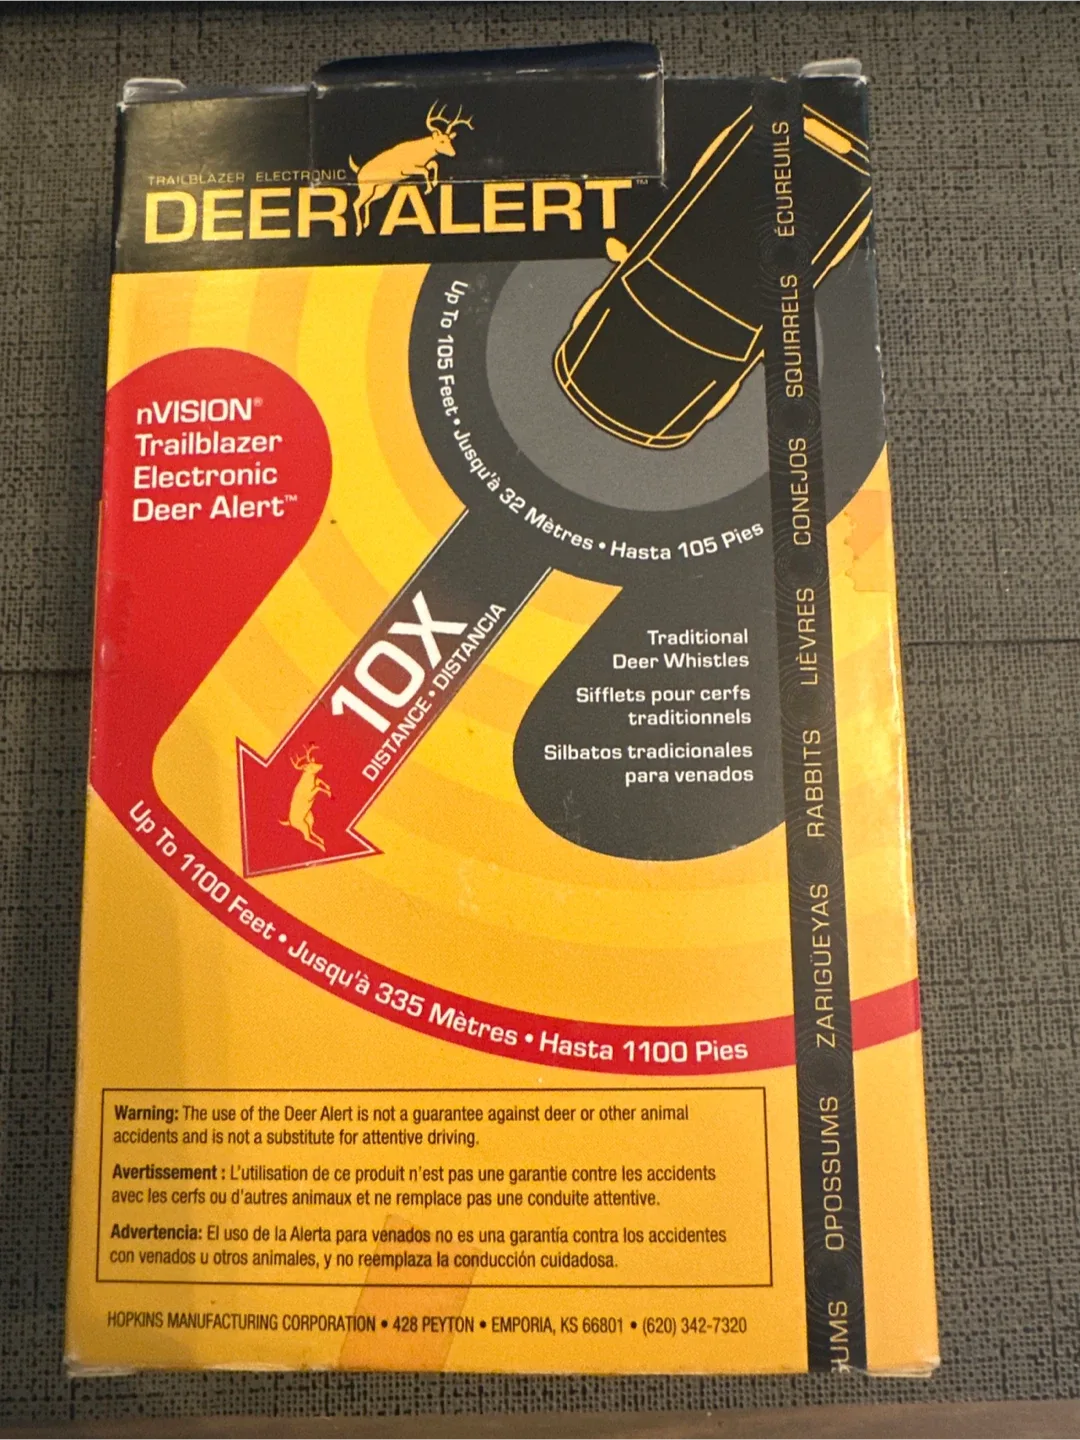 TRAILBLAZER ELECTRONIC
DEER ALERT™
nVISION®
Trailblazer
Electronic
Deer Alert™
Up To 105 Feet • Jusqu'à 32 Mètres • Hasta 105 Pies
10X
DISTANCE • DISTANCIA
Traditional
Deer Whistles
Sifflets pour cerfs
traditionnels
Silbatos tradicionales
para venados
Up To 1100 Feet • Jusqu'à 335 Mètres • Hasta 1100 Pies
Warning: The use of the Deer Alert is not a guarantee against deer or other animal
accidents and is not a substitute for attentive driving.
Avertissement : L'utilisation de ce produit n'est pas une garantie contre les accidents
avec les cerfs ou d'autres animaux et ne remplace pas une conduite attentive.
Advertencia: El uso de la Alerta para venados no es una garantía contra los accidentes
con venados u otros animales, y no reemplaza la conducción cuidadosa.
HOPKINS MANUFACTURING CORPORATION • 428 PEYTON • EMPORIA, KS 66801 • (620) 342-7320
UMS OPOSSUMS ZARIGÜEYAS RABBITS LIÈVRES CONEJOS SQUIRRELS ÉCUREUILS